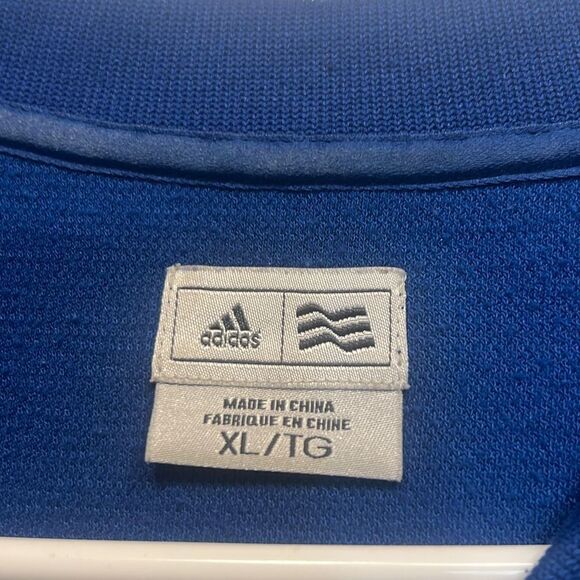 adidas
MADE IN CHINA
FABRIQUE EN CHINE
XL/TG